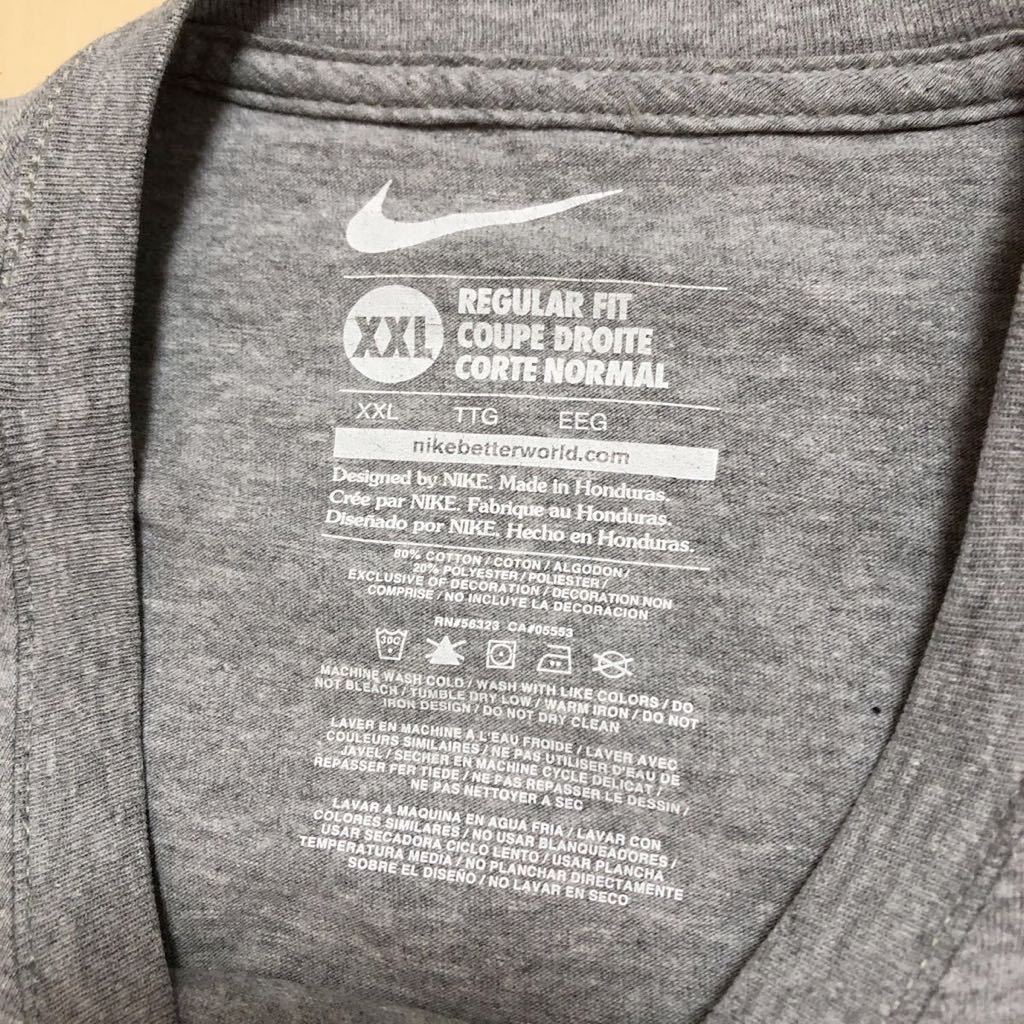 XXL
REGULAR FIT
COUPE DROITE
CORTE NORMAL
XXL TTG EEG
nikebetterworld.com
Designed by NIKE. Made in Honduras.
Crée par NIKE. Fabrique au Honduras.
Diseñado por NIKE. Hecho en Honduras.
80% COTTON / COTON / ALGODON /
20% POLYESTER / POLIESTER /
EXCLUSIVE OF DECORATION / DECORATION NON
COMPRISE / NO INCLUYE LA DECORACION
RN#56323 CA#05553
30C
MACHINE WASH COLD / WASH WITH LIKE COLORS / DO
NOT BLEACH / TUMBLE DRY LOW / WARM IRON / DO NOT
IRON DESIGN / DO NOT DRY CLEAN
LAVER EN MACHINE A L'EAU FROIDE / LAVER AVEC
COULEURS SIMILAIRES / NE PAS UTILISER D'EAU DE
JAVEL / SECHER EN MACHINE CYCLE DELICAT /
REPASSER FER TIEDE / NE PAS REPASSER LE DESSIN /
NE PAS NETTOYER A SEC
LAVAR A MAQUINA EN AGUA FRIA / LAVAR CON
COLORES SIMILARES / NO USAR BLANQUEADORES /
USAR SECADORA CICLO LENTO / USAR PLANCHA
TEMPERATURA MEDIA / NO PLANCHAR DIRECTAMENTE
SOBRE EL DISEÑO / NO LAVAR EN SECO